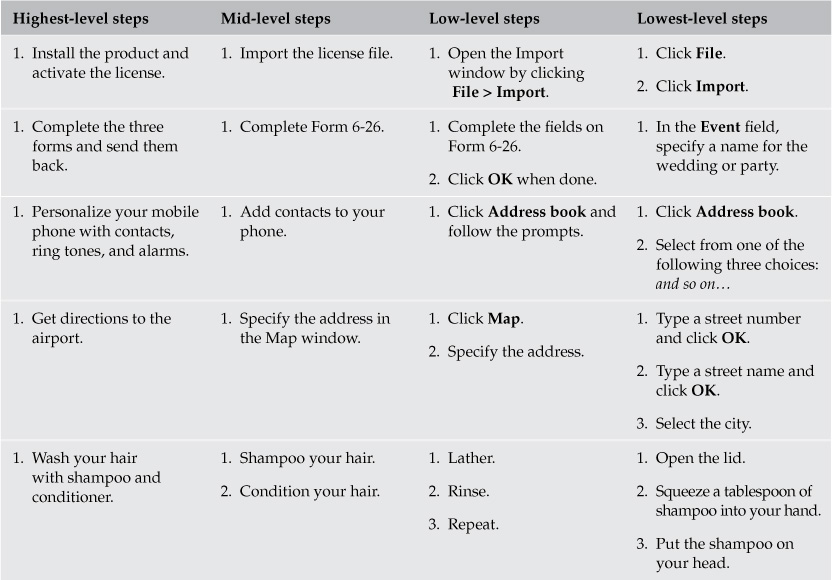 Highest-level steps
Mid-level steps
Low-level steps
Lowest-level steps
1. Install the product and
activate the license.
1. Import the license file.
1. Open the Import
window by clicking
File > Import.
1. Click File.
2. Click Import.
1. Complete the three
forms and send them
back.
1. Complete Form 6-26.
1. Complete the fields on
Form 6-26.
2. Click OK when done.
1. In the Event field,
specify a name for the
wedding or party.
1. Personalize your mobile
phone with contacts,
ring tones, and alarms.
1. Add contacts to your
phone.
1. Click Address book and
follow the prompts.
1. Click Address book.
2. Select from one of the
following three choices:
and so on…
1. Get directions to the
airport.
1. Specify the address in
the Map window.
1. Click Map.
2. Specify the address.
1. Type a street number
and click OK.
2. Type a street name and
click OK.
3. Select the city.
1. Wash your hair
with shampoo and
conditioner.
1. Shampoo your hair.
2. Condition your hair.
1. Lather.
2. Rinse.
3. Repeat.
1. Open the lid.
2. Squeeze a tablespoon of
shampoo into your hand.
3. Put the shampoo on
your head.